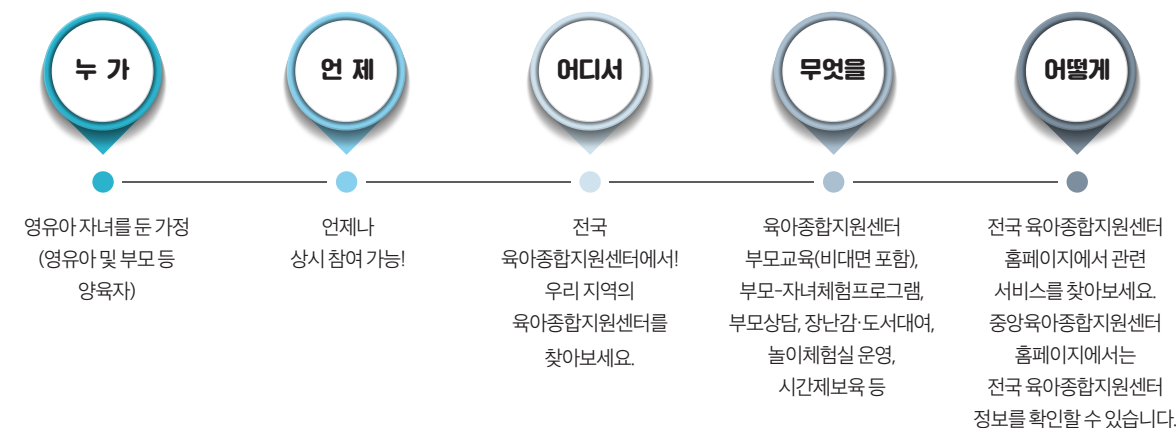 누 가
영유아 자녀를 둔 가정
(영유아 및 부모 등
양육자)
언 제
언제나
상시 참여 가능!
어디서
전국
육아종합지원센터에서!
우리 지역의
육아종합지원센터를
찾아보세요.
무엇을
육아종합지원센터
부모교육(비대면 포함),
부모-자녀체험프로그램,
부모상담, 장난감·도서대여,
놀이체험실 운영,
시간제보육 등
어떻게
전국 육아종합지원센터
홈페이지에서 관련
서비스를 찾아보세요.
중앙육아종합지원센터
홈페이지에서는
전국 육아종합지원센터
정보를 확인할 수 있습니다.